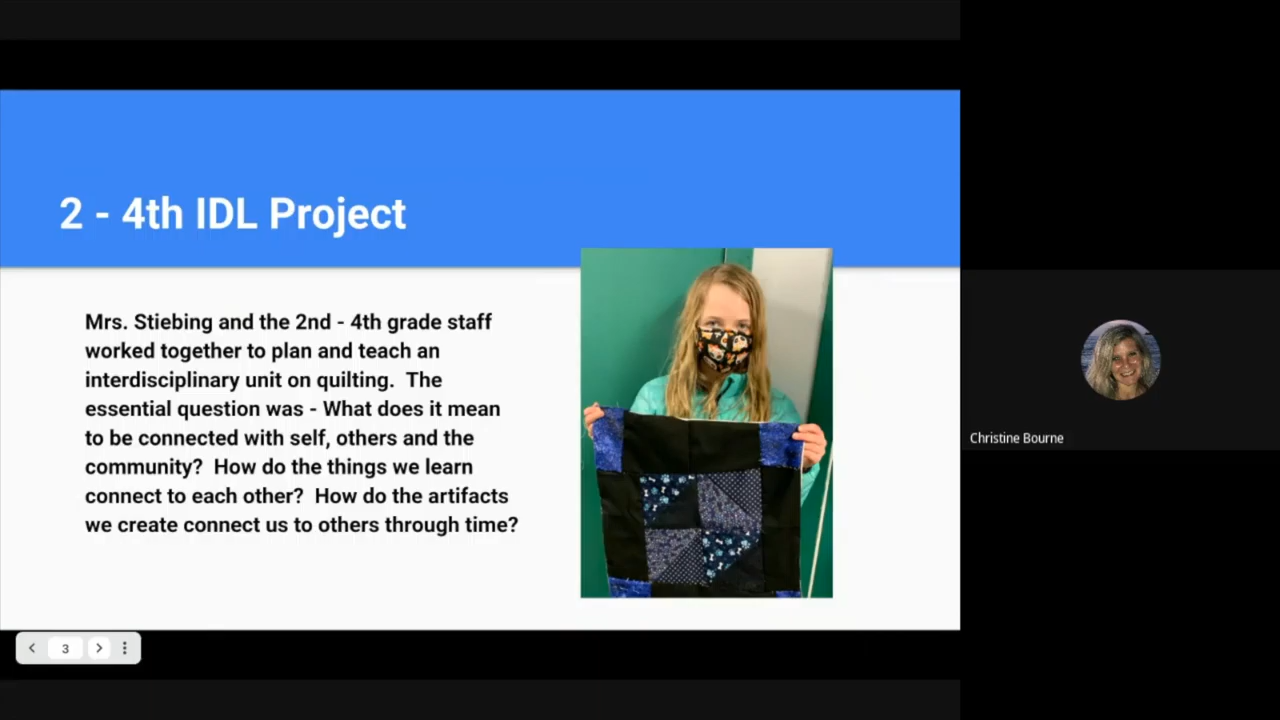 2 - 4th IDL Project
Mrs. Stiebing and the 2nd - 4th grade staff
worked together to plan and teach an
interdisciplinary unit on quilting.  The
essential question was - What does it mean
to be connected with self, others and the
community?  How do the things we learn
connect to each other?  How do the artifacts
we create connect us to others through time?
Christine Bourne
3